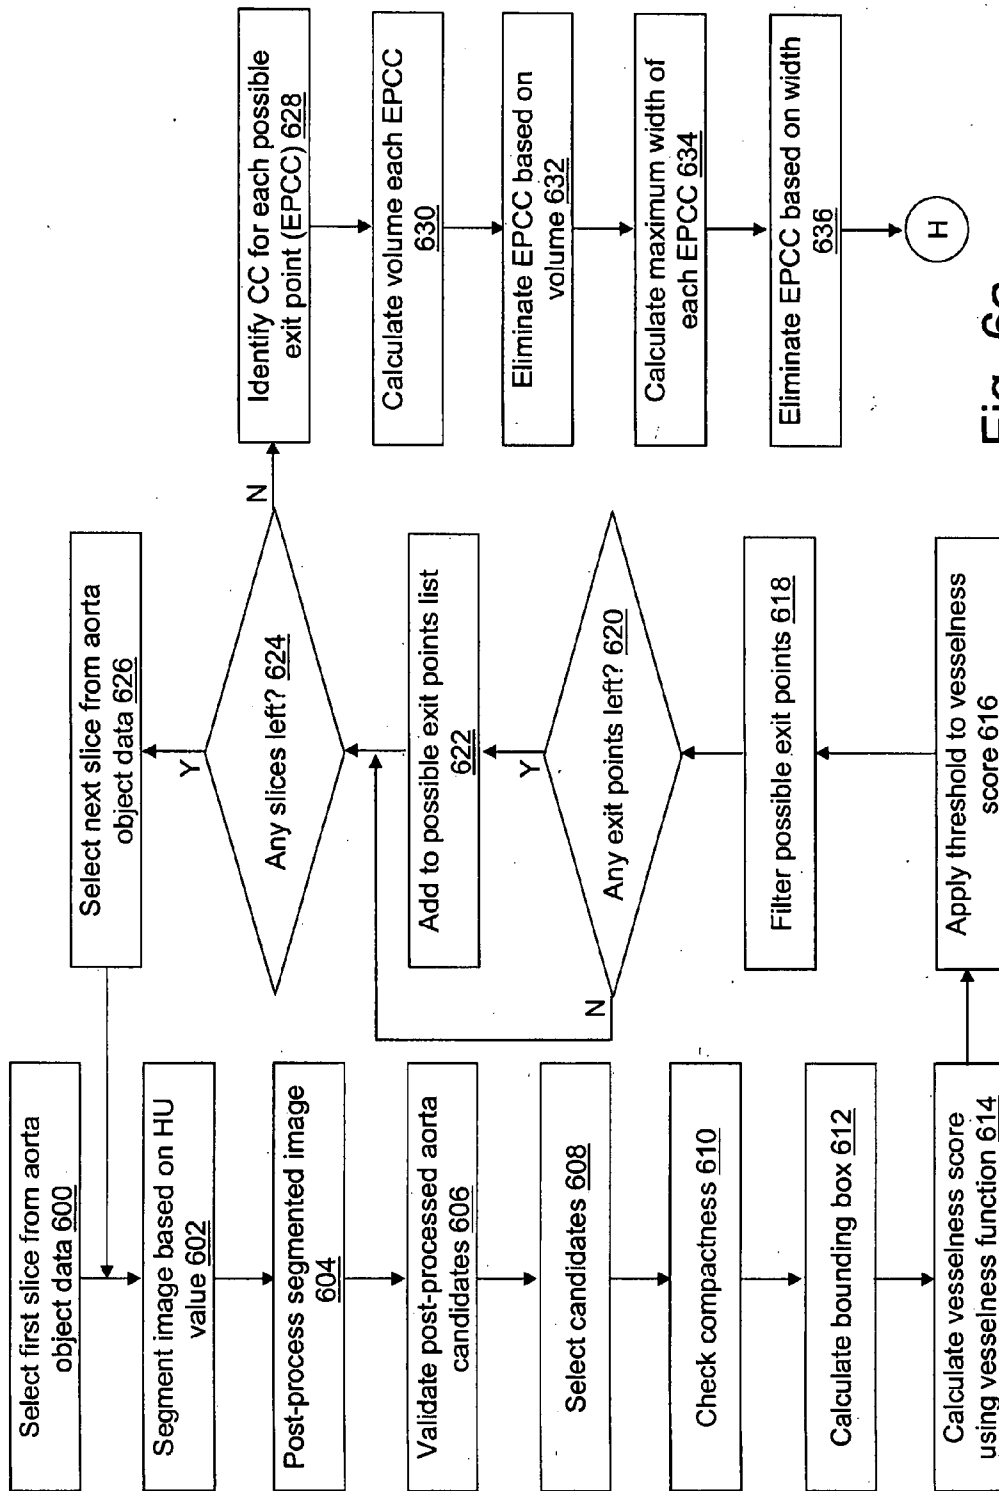 Select first slice from aorta
object data 600
Segment image based on HU
value 602
Post-process segmented image
604
Validate post-processed aorta
candidates 606
Select candidates 608
Check compactness 610
Calculate bounding box 612
Calculate vesselness score
using vesselness function 614
Apply threshold to vesselness
score 616
Filter possible exit points 618
Any exit points left? 620
Y
N
Add to possible exit points list
622
Any slices left? 624
Y
N
Select next slice from aorta
object data 626
Identify CC for each possible
exit point (EPCC) 628
Calculate volume each EPCC
630
Eliminate EPCC based on
volume 632
Calculate maximum width of
each EPCC 634
Eliminate EPCC based on width
636
H